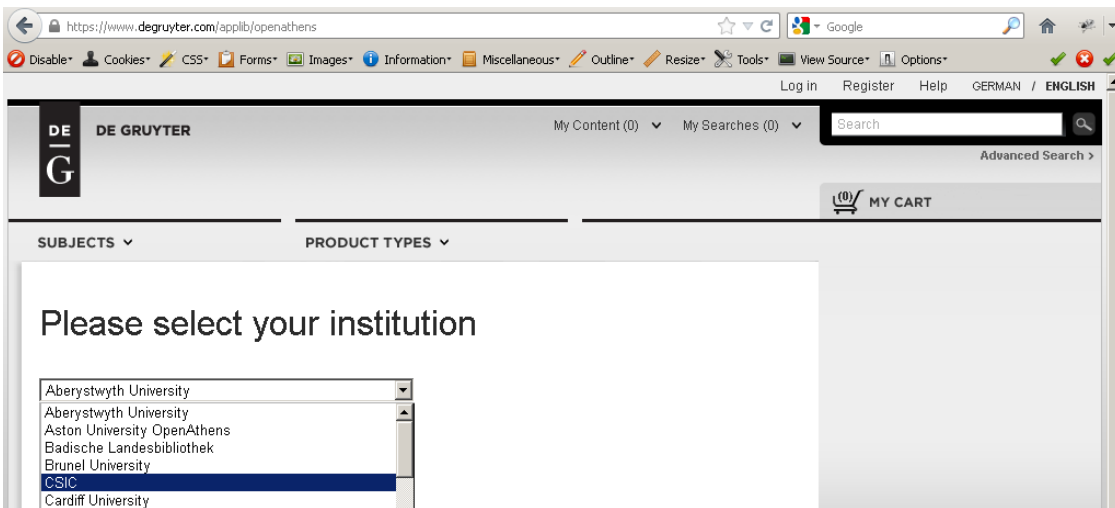 https://www.degruyter.com/applib/openathens Google
Disable Cookies CSS Forms Images Information Miscellaneous Outline Resize Tools View Source Options
Log in Register Help GERMAN / ENGLISH
DE G DE GRUYTER My Content (0) My Searches (0) Search
Advanced Search >
(0) MY CART
SUBJECTS PRODUCT TYPES
Please select your institution
Aberystwyth University
Aberystwyth University
Aston University OpenAthens
Badische Landesbibliothek
Brunel University
CSIC
Cardiff University